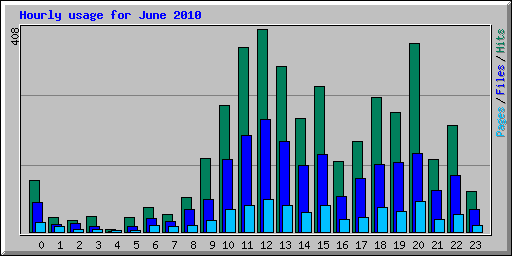 Hourly usage for June 2010
408
Pages / Files / Hits
0 1 2 3 4 5 6 7 8 9 10 11 12 13 14 15 16 17 18 19 20 21 22 23